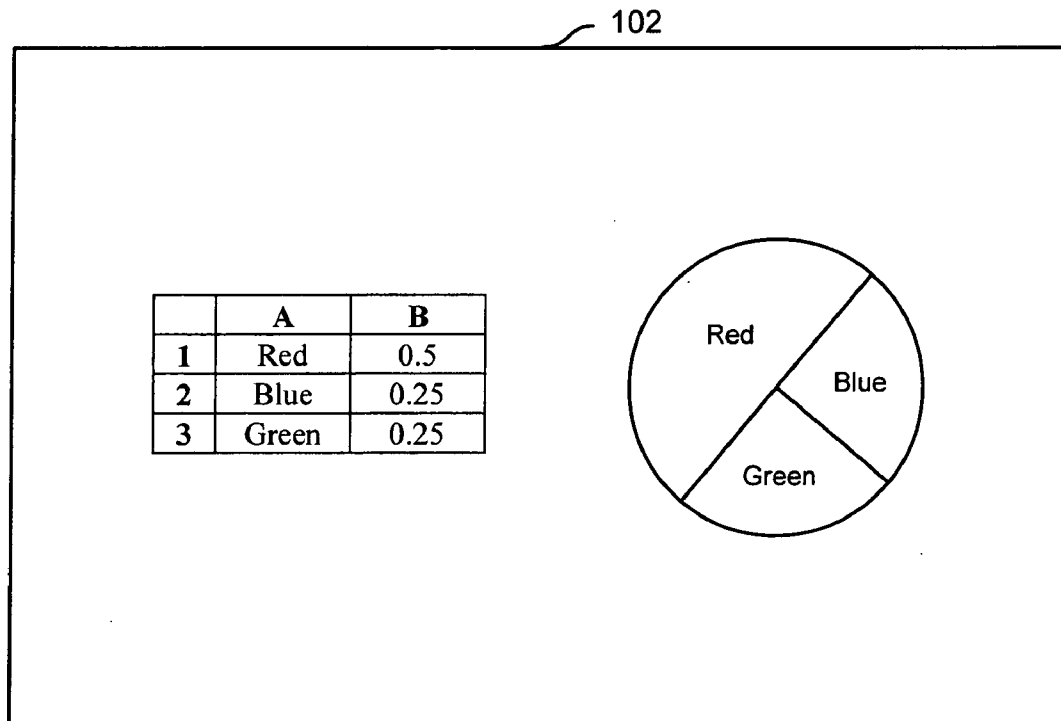 102
A B
1 Red 0.5
2 Blue 0.25
3 Green 0.25
Red
Blue
Green